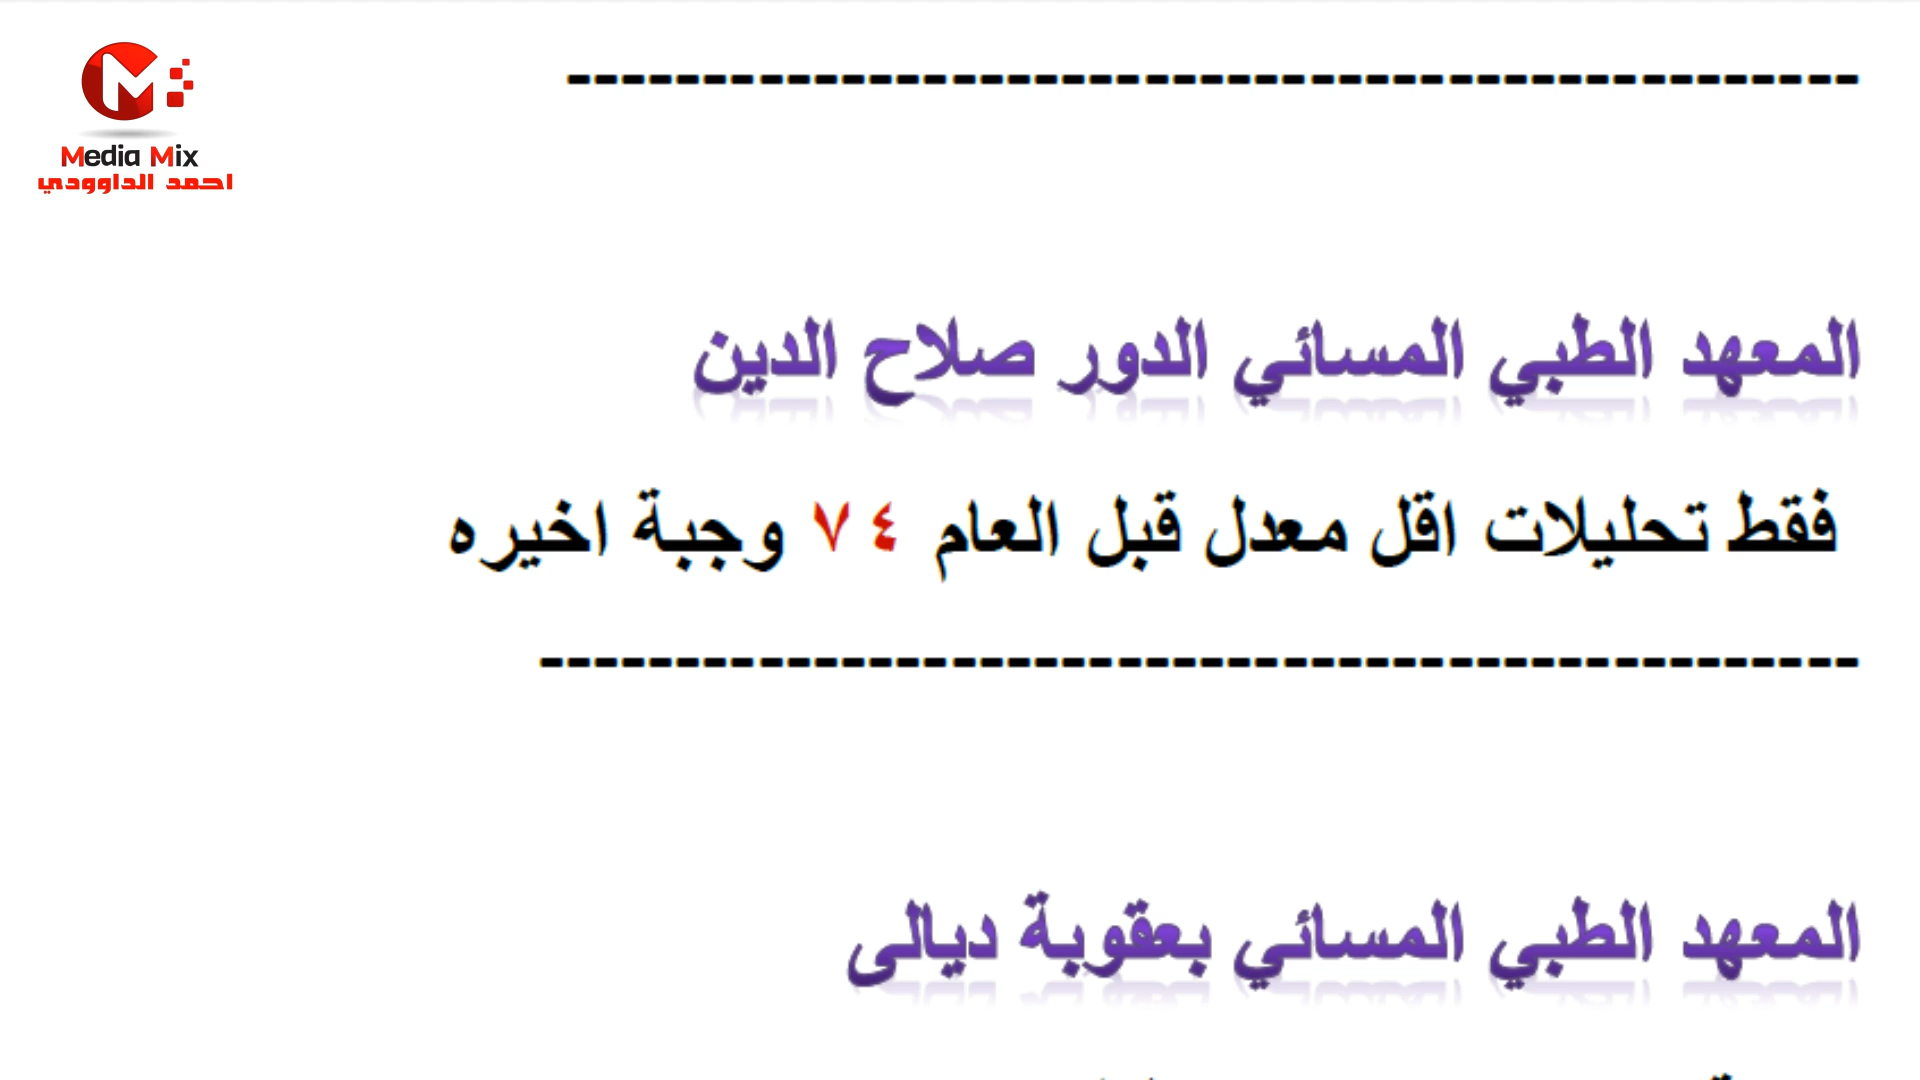 Media Mix
احمد الداوودي
-----------------------------------------------
المعهد الطبي المسائي الدور صلاح الدين
فقط تحليلات اقل معدل قبل العام ٧٤ وجبة اخيره
------------------------------------------------
المعهد الطبي المسائي بعقوبة ديالى